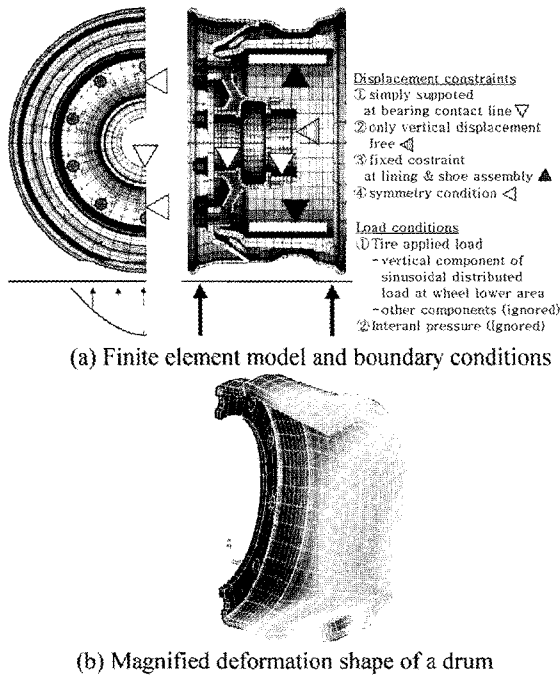 Displacement constraints
① simply suppoted
at bearing contact line ▽
② only vertical displacement
free ◁
③ fixed costraint
at lining & shoe assembly ▲
④ symmetry condition ◁
Load conditions
① Tire applied load
- vertical component of
sinusoidal distributed
load at wheel lower area
- other components (ignored)
② Interanl pressure (ignored)
(a) Finite element model and boundary conditions
(b) Magnified deformation shape of a drum